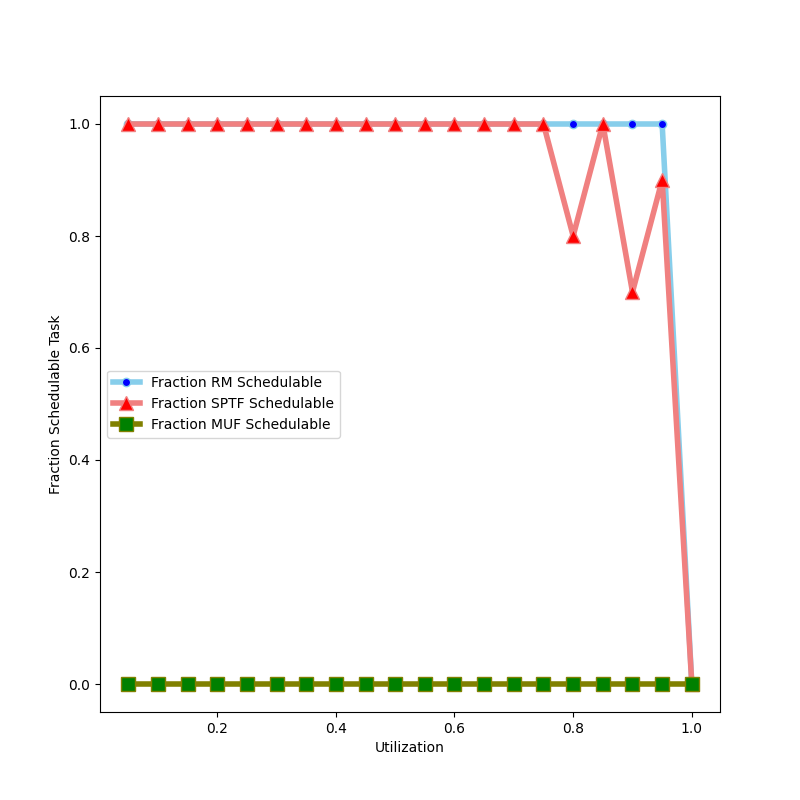 1.0
0.8
0.6
0.4
0.2
0.0
Fraction Schedulable Task
Fraction RM Schedulable
Fraction SPTF Schedulable
Fraction MUF Schedulable
0.2
0.4
0.6
0.8
1.0
Utilization